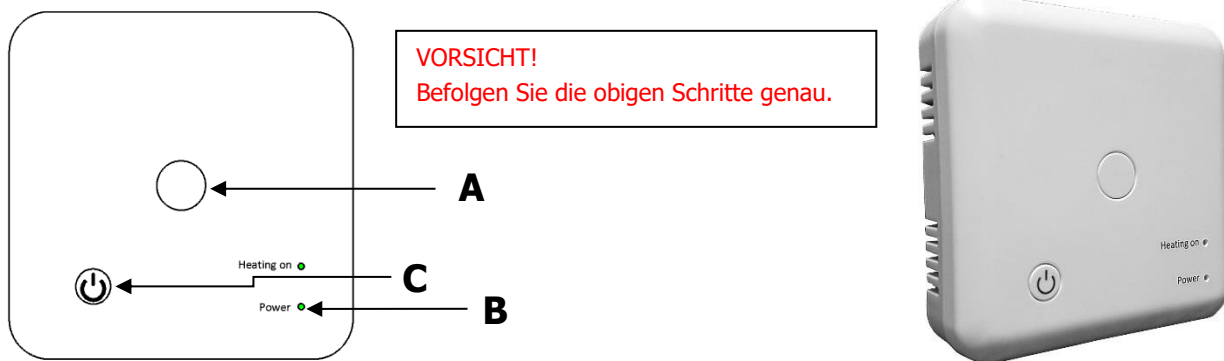 VORSICHT!
Befolgen Sie die obigen Schritte genau.
A
Heating on
C
Power
B
Heating on
Power